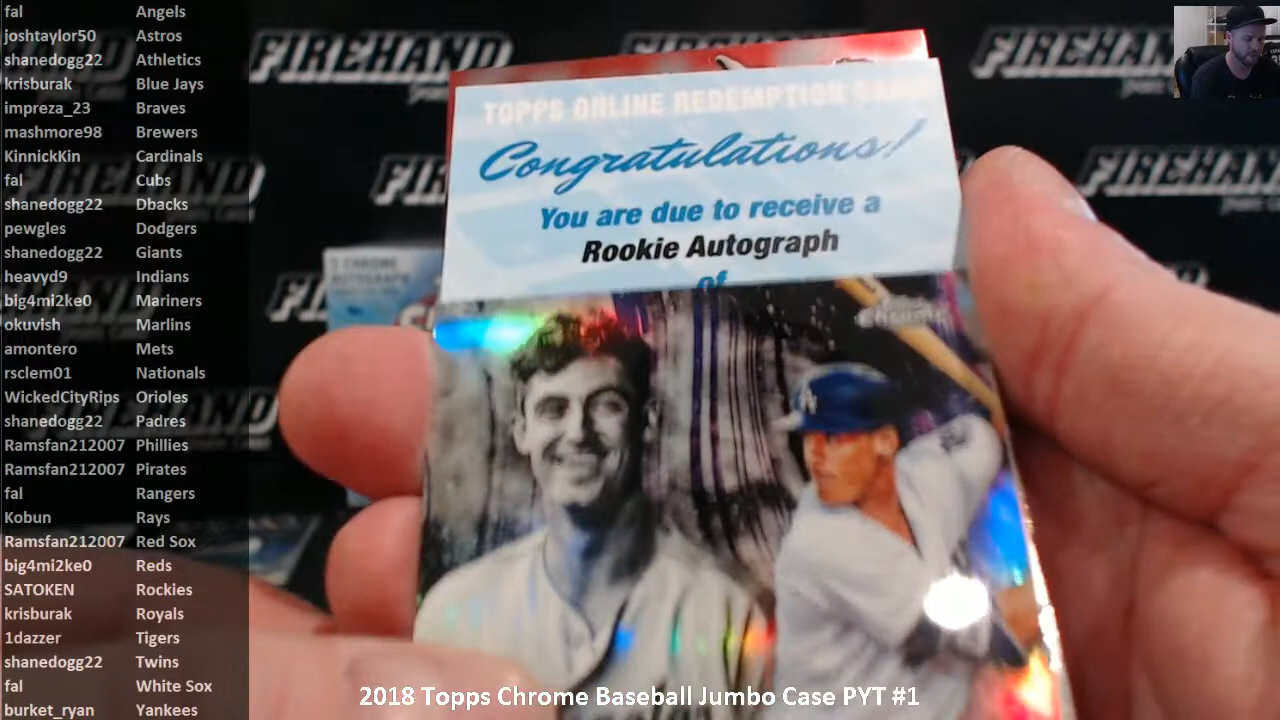 fal Angels
joshtaylor50 Astros
shanedogg22 Athletics
krisburak Blue Jays
impreza_23 Braves
mashmore98 Brewers
KinnickKin Cardinals
fal Cubs
shanedogg22 Dbacks
pewgles Dodgers
shanedogg22 Giants
heavyd9 Indians
big4mi2ke0 Mariners
okuvish Marlins
amontero Mets
rsclem01 Nationals
WickedCityRips Orioles
shanedogg22 Padres
Ramsfan212007 Phillies
Ramsfan212007 Pirates
fal Rangers
Kobun Rays
Ramsfan212007 Red Sox
big4mi2ke0 Reds
SATOKEN Rockies
krisburak Royals
1dazzer Tigers
shanedogg22 Twins
fal White Sox
burket_ryan Yankees
FIREHAND
FIREHAND
FIREHAND
TOPPS ONLINE REDEMPTION CARD
Congratulations!
You are due to receive a
Rookie Autograph
of
Chrome
LA
2018 Topps Chrome Baseball Jumbo Case PYT #1